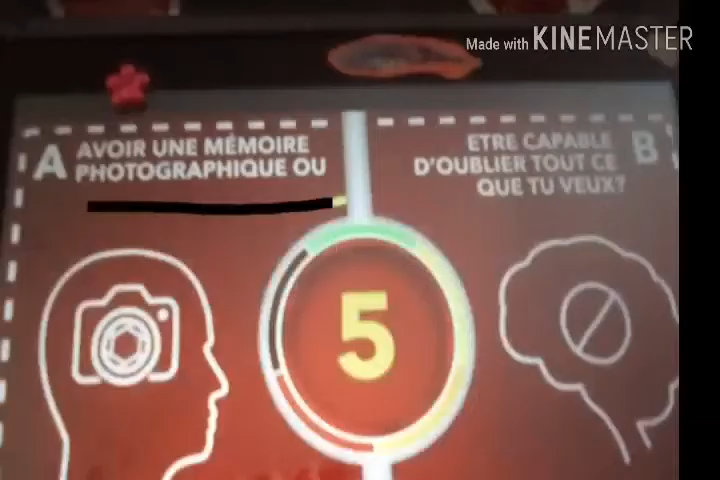 Made with KINEMASTER
A
AVOIR UNE MÉMOIRE
PHOTOGRAPHIQUE OU
ETRE CAPABLE
D'OUBLIER TOUT CE
QUE TU VEUX?
B
5